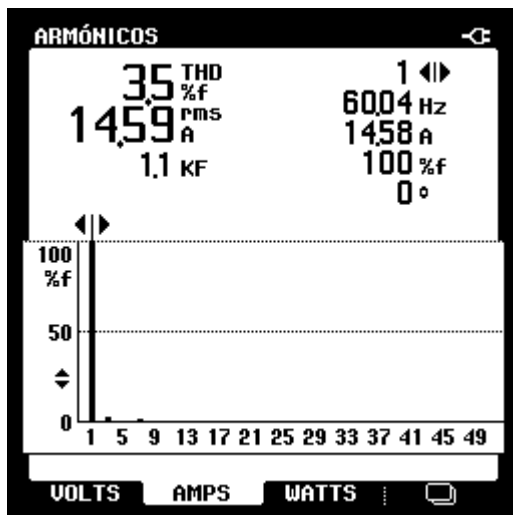 ARMÓNICOS
3,5 THD %f
14,59 rms A
1,1 KF
1
60,04 Hz
14,58 A
100 %f
0 °
100
%f
50
0
1 5 9 13 17 21 25 29 33 37 41 45 49
VOLTS AMPS WATTS